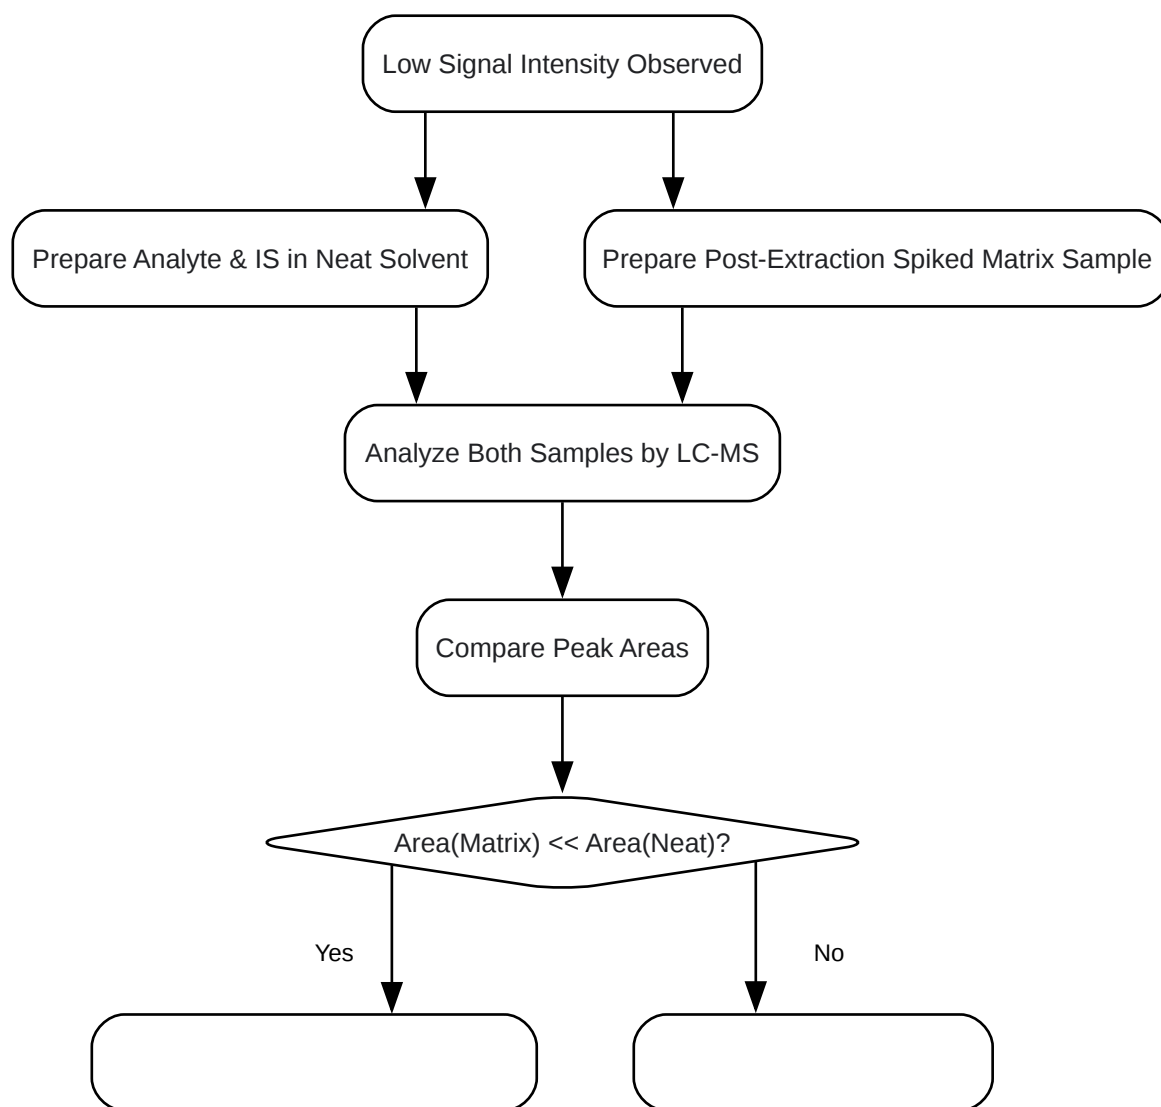 Low Signal Intensity Observed
Prepare Analyte & IS in Neat Solvent
Prepare Post-Extraction Spiked Matrix Sample
Analyze Both Samples by LC-MS
Compare Peak Areas
Area(Matrix) << Area(Neat)?
Yes
No